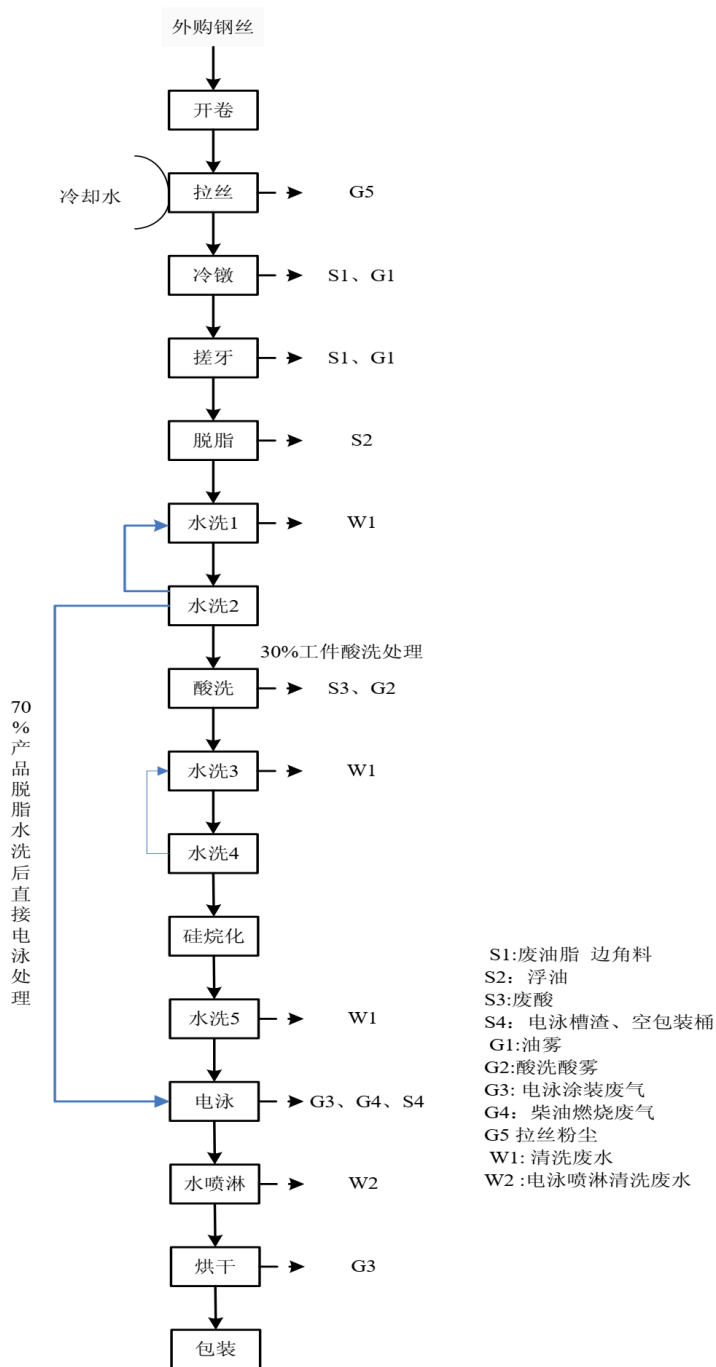 外购钢丝
开卷
冷却水
拉丝
G5
冷镦
S1、G1
搓牙
S1、G1
脱脂
S2
水洗1
W1
水洗2
30%工件酸洗处理
酸洗
S3、G2
70
%
产
品
脱
脂
水
洗
后
直
接
电
泳
处
理
水洗3
W1
水洗4
硅烷化
水洗5
W1
电泳
G3、G4、S4
水喷淋
W2
烘干
G3
包装
S1:废油脂 边角料
S2：浮油
S3:废酸
S4：电泳槽渣、空包装桶
G1:油雾
G2:酸洗酸雾
G3: 电泳涂装废气
G4：柴油燃烧废气
G5 拉丝粉尘
W1: 清洗废水
W2 :电泳喷淋清洗废水